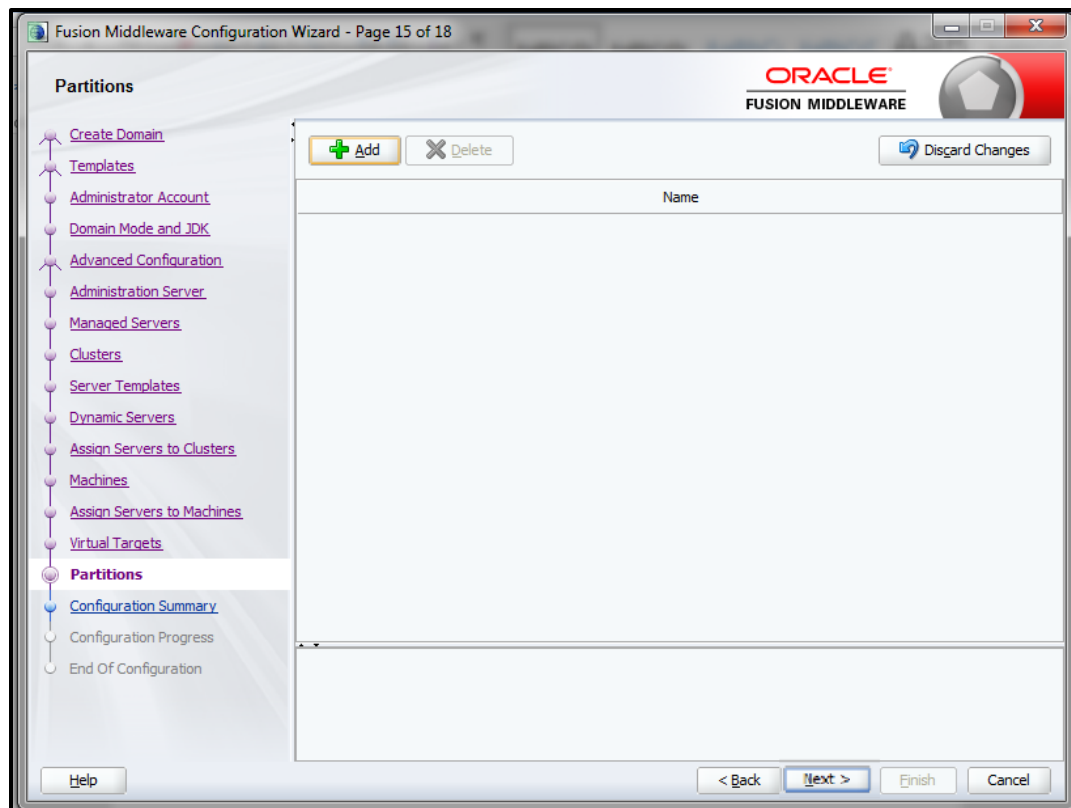 Fusion Middleware Configuration Wizard - Page 15 of 18
Partitions
ORACLE
FUSION MIDDLEWARE
Create Domain
Templates
Administrator Account
Domain Mode and JDK
Advanced Configuration
Administration Server
Managed Servers
Clusters
Server Templates
Dynamic Servers
Assign Servers to Clusters
Machines
Assign Servers to Machines
Virtual Targets
Partitions
Configuration Summary
Configuration Progress
End Of Configuration
Add Delete Discard Changes
Name
Help < Back Next > Finish Cancel